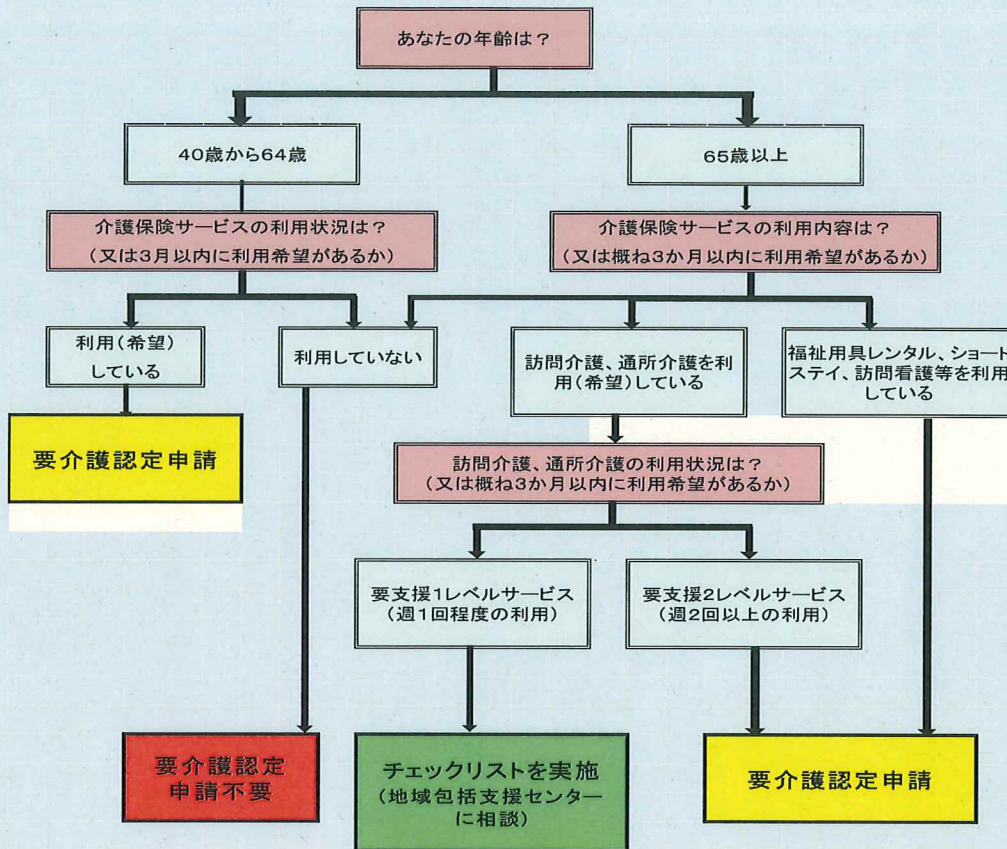 あなたの年齢は？
40歳から64歳
65歳以上
介護保険サービスの利用状況は？
(又は3月以内に利用希望があるか)
介護保険サービスの利用内容は？
(又は概ね3か月以内に利用希望があるか)
利用(希望)
している
利用していない
訪問介護、通所介護を利
用(希望)している
福祉用具レンタル、ショート
ステイ、訪問看護等を利用
している
要介護認定申請
訪問介護、通所介護の利用状況は？
(又は概ね3か月以内に利用希望があるか)
要支援1レベルサービス
(週1回程度の利用)
要支援2レベルサービス
(週2回以上の利用)
要介護認定
申請不要
チェックリストを実施
(地域包括支援センター
に相談)
要介護認定申請